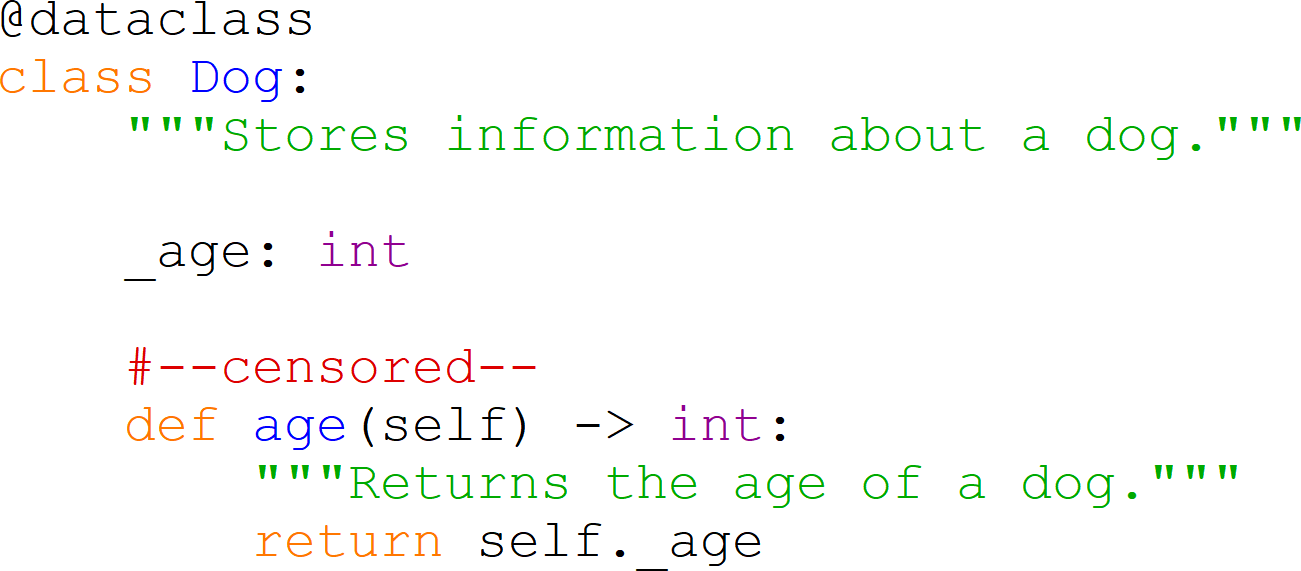 @dataclass
class Dog:
    """Stores information about a dog."""
    _age: int
    #--censored--
    def age(self) -> int:
        """Returns the age of a dog."""
        return self._age